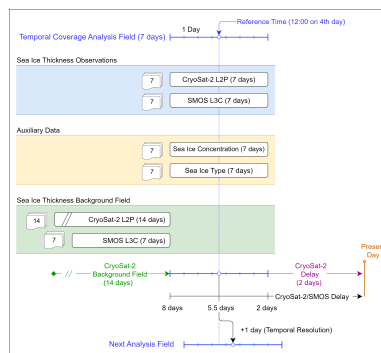 Reference Time (12:00 on 4th day)
1 Day
Temporal Coverage Analysis Field (7 days)
Sea Ice Thickness Observations
7
CryoSat-2 L2P (7 days)
7
SMOS L3C (7 days)
Auxiliary Data
7
Sea Ice Concentration (7 days)
7
Sea Ice Type (7 days)
Sea Ice Thickness Background Field
14
CryoSat-2 L2P (14 days)
7
SMOS L3C (7 days)
Present
Day
CryoSat-2
Background Field
(14 days)
CryoSat-2
Delay
(2 days)
CryoSat-2/SMOS Delay
8 days
5.5 days
2 days
+1 day (Temporal Resolution)
Next Analysis Field